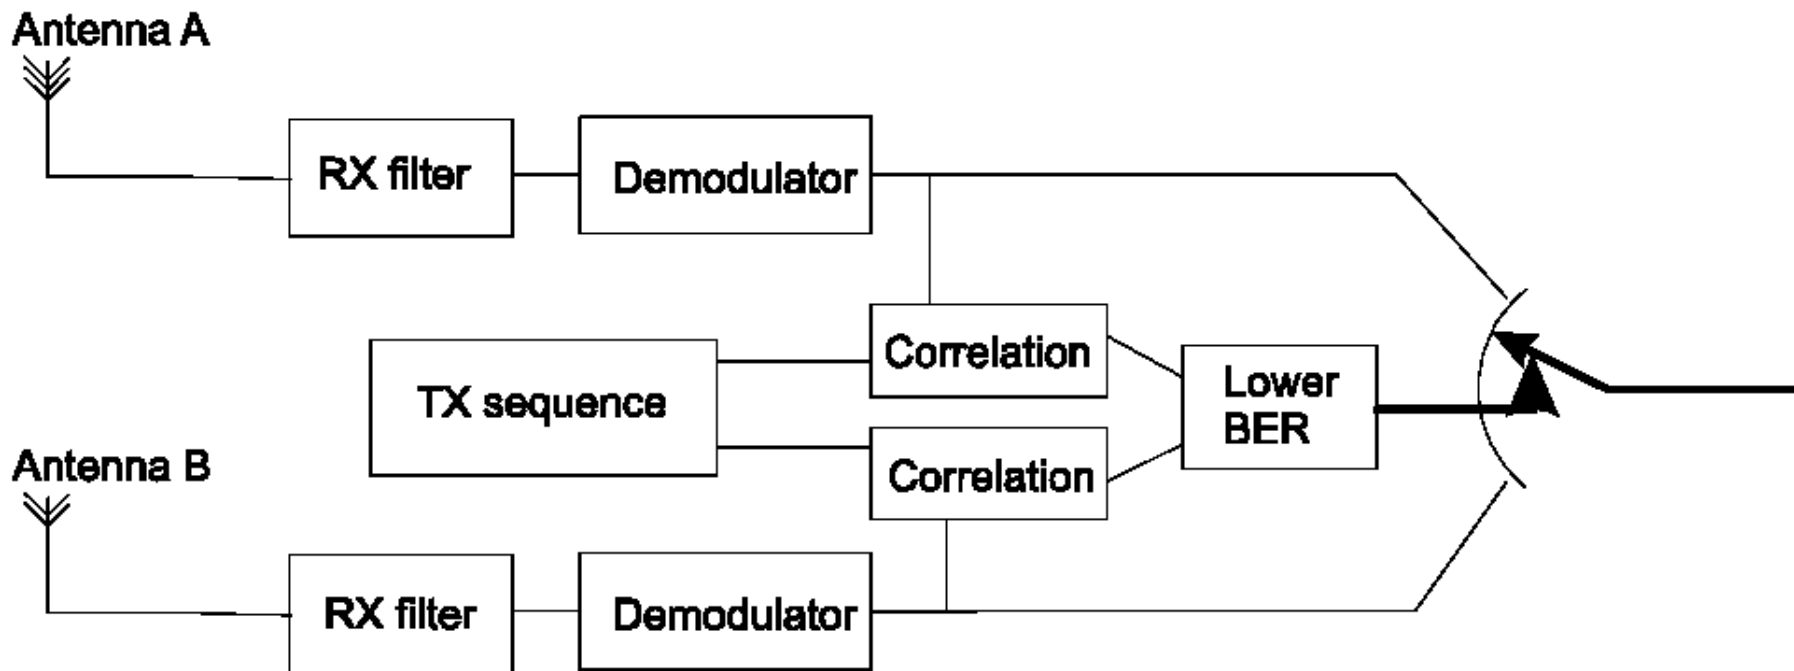 Antenna A
RX filter
Demodulator
Correlation
TX sequence
Lower
BER
Antenna B
Correlation
RX filter
Demodulator